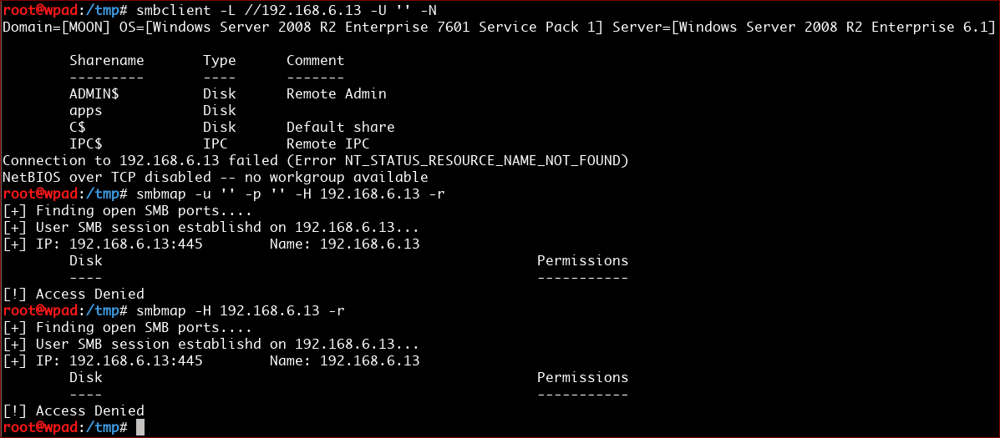 root@wpad:/tmp# smbclient -L //192.168.6.13 -U '' -N
Domain=[MOON] OS=[Windows Server 2008 R2 Enterprise 7601 Service Pack 1] Server=[Windows Server 2008 R2 Enterprise 6.1]
Sharename Type Comment
--------- ---- -------
ADMIN$ Disk Remote Admin
apps Disk
C$ Disk Default share
IPC$ IPC Remote IPC
Connection to 192.168.6.13 failed (Error NT_STATUS_RESOURCE_NAME_NOT_FOUND)
NetBIOS over TCP disabled -- no workgroup available
root@wpad:/tmp# smbmap -u '' -p '' -H 192.168.6.13 -r
[+] Finding open SMB ports....
[+] User SMB session establishd on 192.168.6.13...
[+] IP: 192.168.6.13:445 Name: 192.168.6.13
Disk Permissions
---- -----------
[!] Access Denied
root@wpad:/tmp# smbmap -H 192.168.6.13 -r
[+] Finding open SMB ports....
[+] User SMB session establishd on 192.168.6.13...
[+] IP: 192.168.6.13:445 Name: 192.168.6.13
Disk Permissions
---- -----------
[!] Access Denied
root@wpad:/tmp#